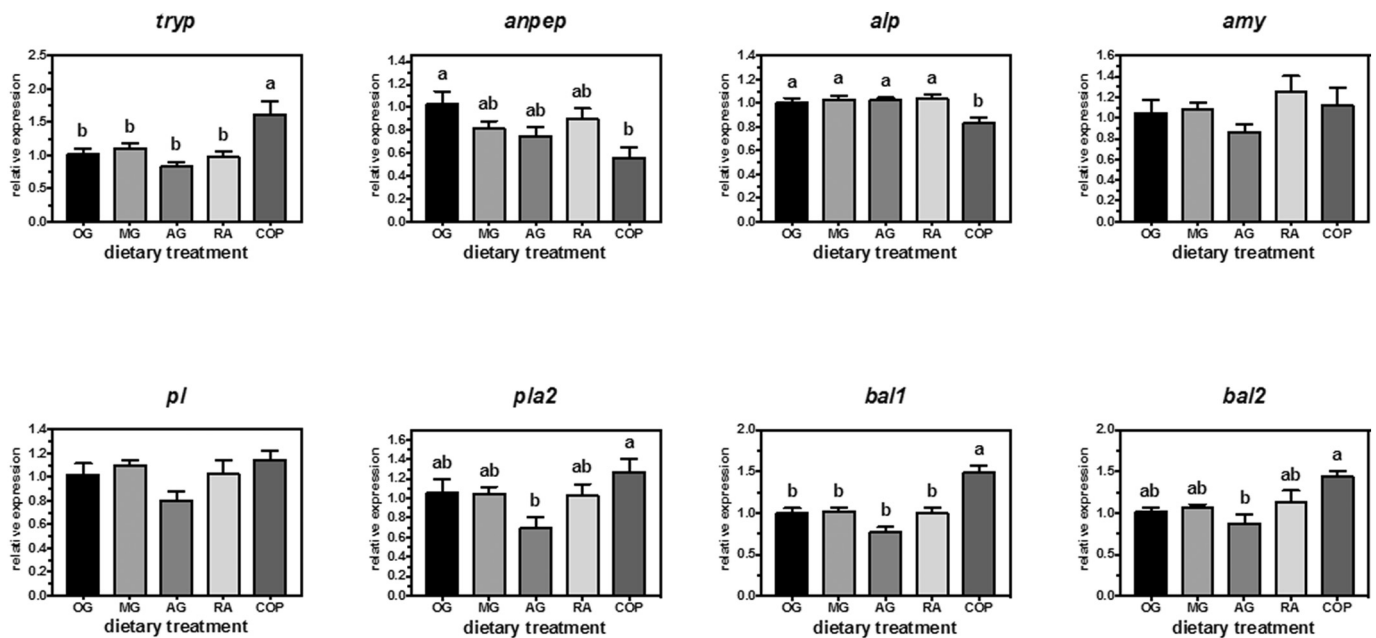 tryp
relative expression
2.5
2.0
1.5
1.0
0.5
0.0
b b b b a
OG MG AG RA COP
dietary treatment
anpep
relative expression
1.4
1.2
1.0
0.8
0.6
0.4
0.2
0.0
a ab ab ab b
OG MG AG RA COP
dietary treatment
alp
relative expression
1.4
1.2
1.0
0.8
0.6
0.4
0.2
0.0
a a a a b
OG MG AG RA COP
dietary treatment
amy
relative expression
1.6
1.4
1.2
1.0
0.8
0.6
0.4
0.2
0.0
OG MG AG RA COP
dietary treatment
pl
relative expression
1.4
1.2
1.0
0.8
0.6
0.4
0.2
0.0
OG MG AG RA COP
dietary treatment
pla2
relative expression
1.6
1.4
1.2
1.0
0.8
0.6
0.4
0.2
0.0
ab ab b ab a
OG MG AG RA COP
dietary treatment
bal1
relative expression
2.0
1.5
1.0
0.5
0.0
b b b b a
OG MG AG RA COP
dietary treatment
bal2
relative expression
2.0
1.5
1.0
0.5
0.0
ab ab b ab a
OG MG AG RA COP
dietary treatment